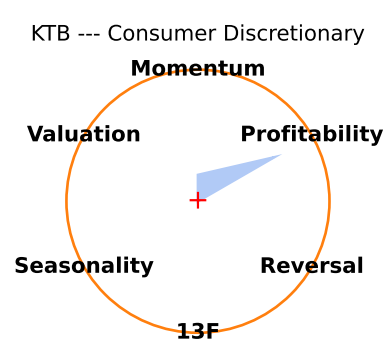 KTB --- Consumer Discretionary
Momentum
Valuation
Profitability
Seasonality
Reversal
13F